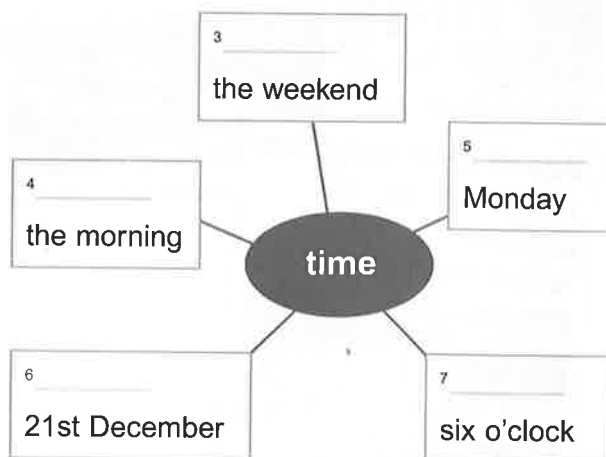 3
the weekend
4
the morning
5
Monday
time
6
21st December
7
six o'clock